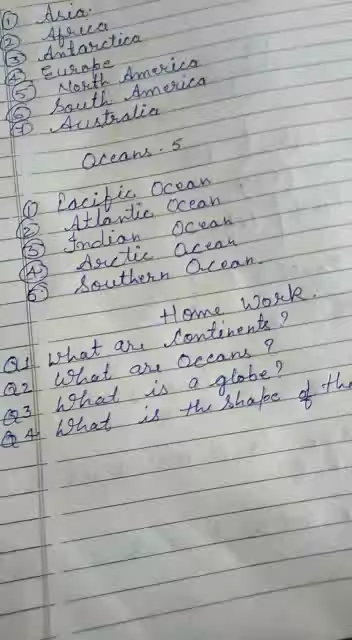 ① Asia.
② Africa
③ Antarctica
④ Europe
⑤ North America
⑥ South America
⑦ Australia
Oceans. 5
① Pacific Ocean
② Atlantic Ocean
③ Indian Ocean
④ Arctic Ocean
⑤ Southern Ocean.
Home Work.
Q1. What are Continents?
Q2 What are Oceans?
Q3 What is a globe?
Q4. What is the shape of the